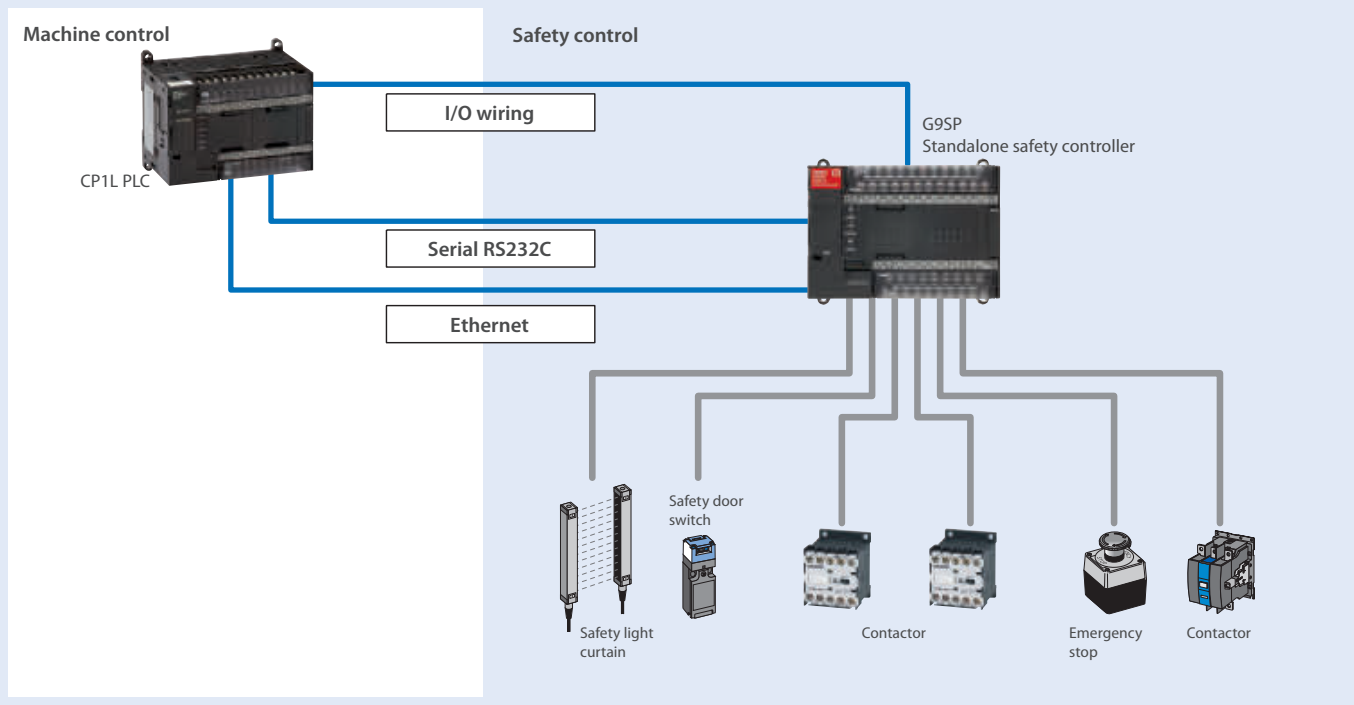 Machine control
Safety control
I/O wiring
G9SP
Standalone safety controller
CP1L PLC
Serial RS232C
Ethernet
Safety door
switch
Safety light
curtain
Contactor
Emergency
stop
Contactor